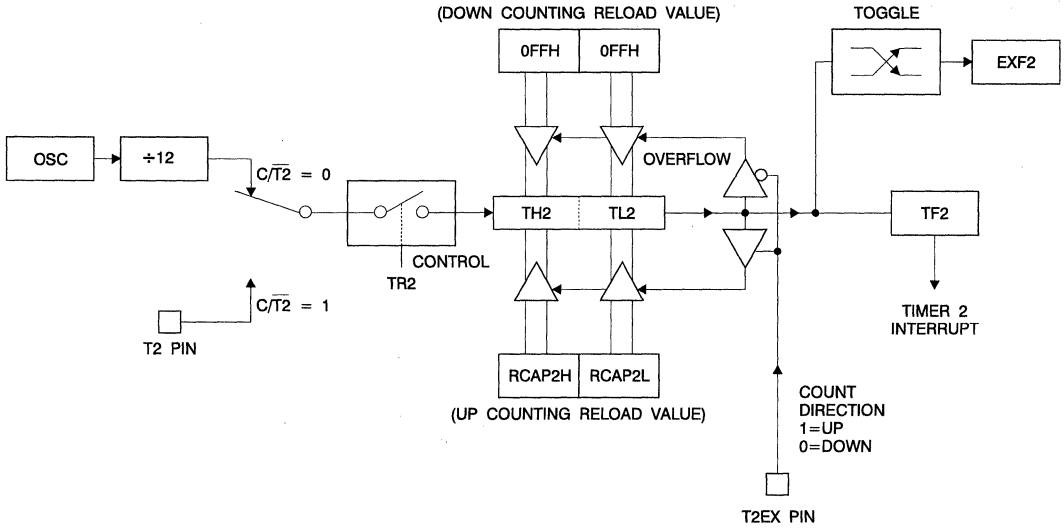 (DOWN COUNTING RELOAD VALUE)
TOGGLE
0FFH
0FFH
EXF2
OSC
÷12
C/T2̅ = 0
OVERFLOW
TH2
TL2
TF2
CONTROL
TR2
C/T2̅ = 1
T2 PIN
TIMER 2
INTERRUPT
RCAP2H
RCAP2L
(UP COUNTING RELOAD VALUE)
COUNT
DIRECTION
1=UP
0=DOWN
T2EX PIN